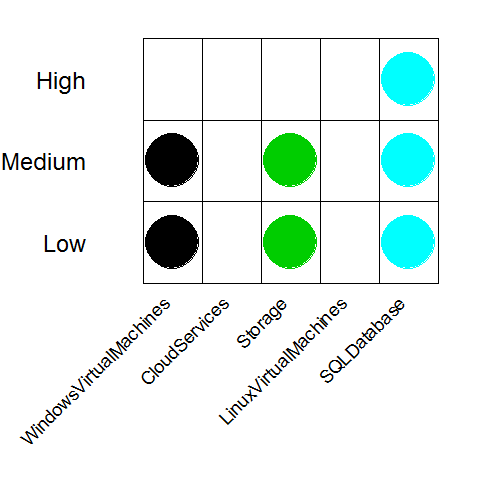 High
Medium
Low
WindowsVirtualMachines
CloudServices
Storage
LinuxVirtualMachines
SQLDatabase